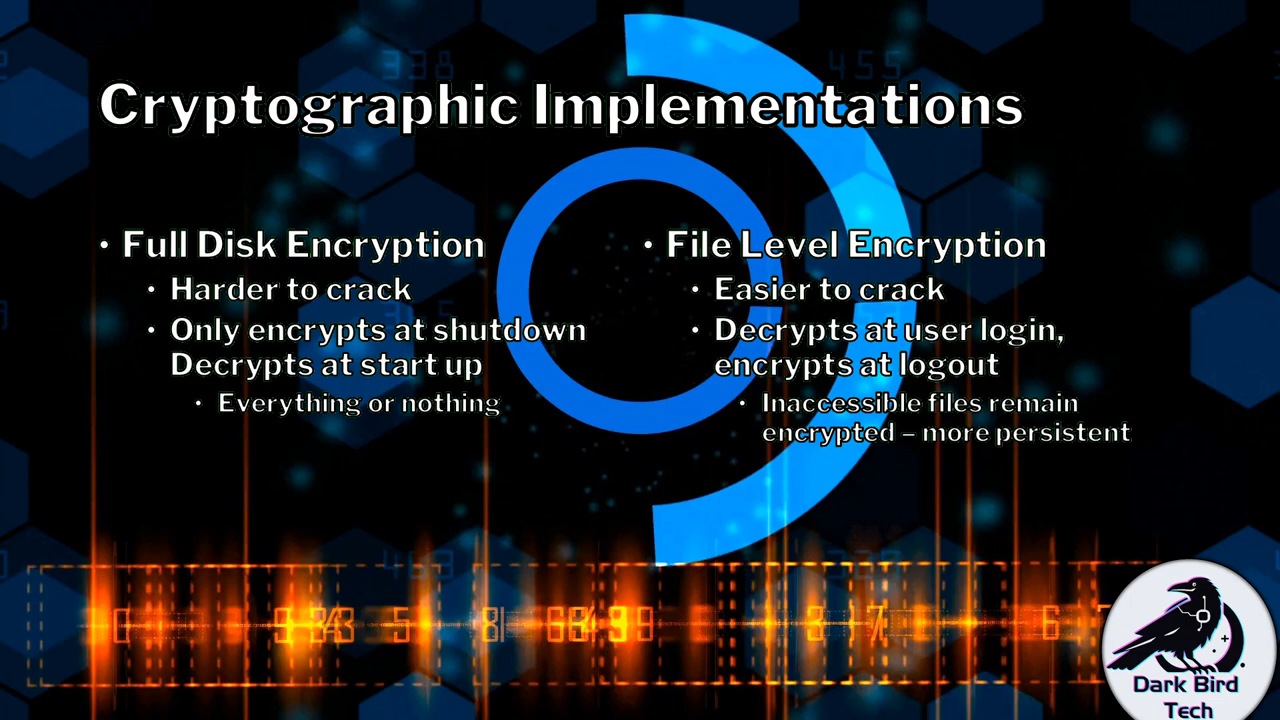 Cryptographic Implementations
• Full Disk Encryption
• Harder to crack
• Only encrypts at shutdown
Decrypts at start up
• Everything or nothing
• File Level Encryption
• Easier to crack
• Decrypts at user login,
encrypts at logout
• Inaccessible files remain
encrypted – more persistent
338
455
Dark Bird
Tech